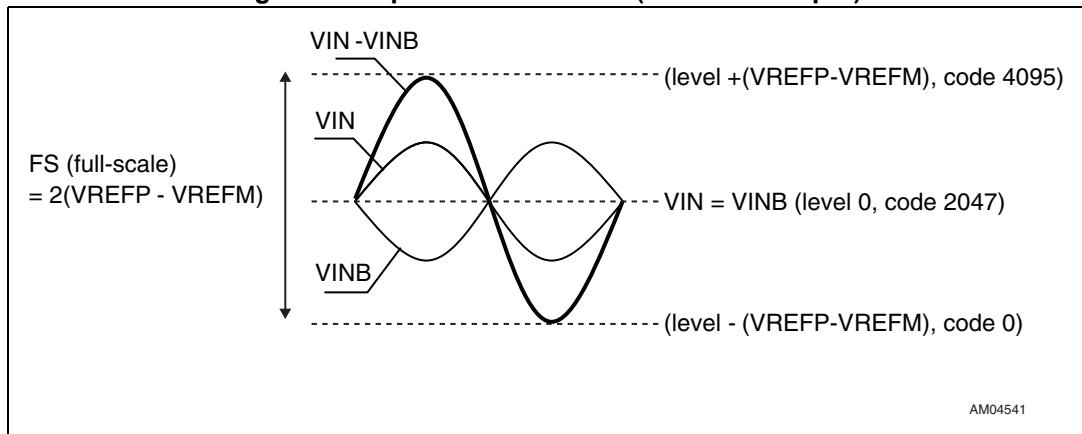 VIN -VINB
(level +(VREFP-VREFM), code 4095)
VIN
FS (full-scale)
= 2(VREFP - VREFM)
VIN = VINB (level 0, code 2047)
VINB
(level - (VREFP-VREFM), code 0)
AM04541